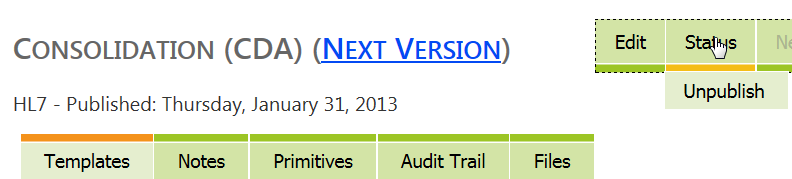 CONSOLIDATION (CDA) (NEXT VERSION)
Edit Status Ne
Unpublish
HL7 - Published: Thursday, January 31, 2013
Templates Notes Primitives Audit Trail Files